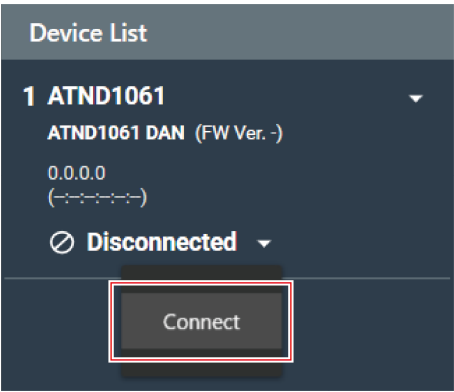 Device List
1 ATND1061
ATND1061 DAN (FW Ver. -)
0.0.0.0
(--:--:--:--:--:--)
Disconnected
Connect